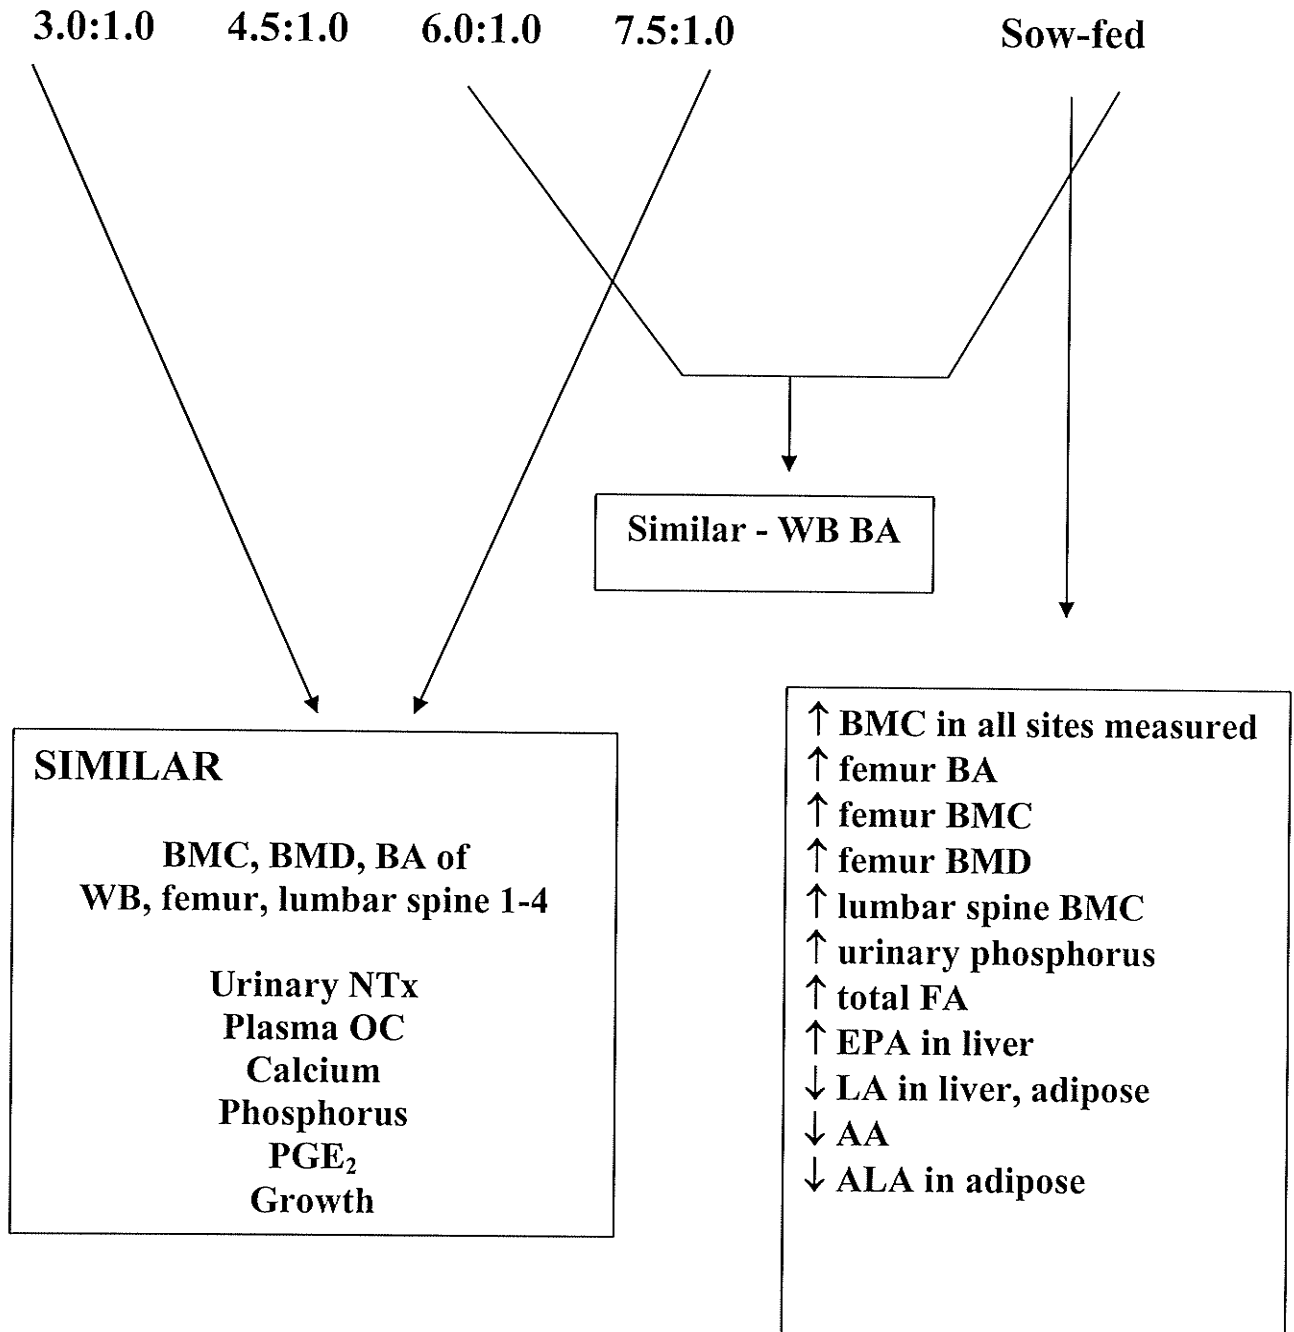 3.0:1.0 4.5:1.0 6.0:1.0 7.5:1.0 Sow-fed
Similar - WB BA
SIMILAR
BMC, BMD, BA of
WB, femur, lumbar spine 1-4
Urinary NTx
Plasma OC
Calcium
Phosphorus
PGE₂
Growth
↑ BMC in all sites measured
↑ femur BA
↑ femur BMC
↑ femur BMD
↑ lumbar spine BMC
↑ urinary phosphorus
↑ total FA
↑ EPA in liver
↓ LA in liver, adipose
↓ AA
↓ ALA in adipose